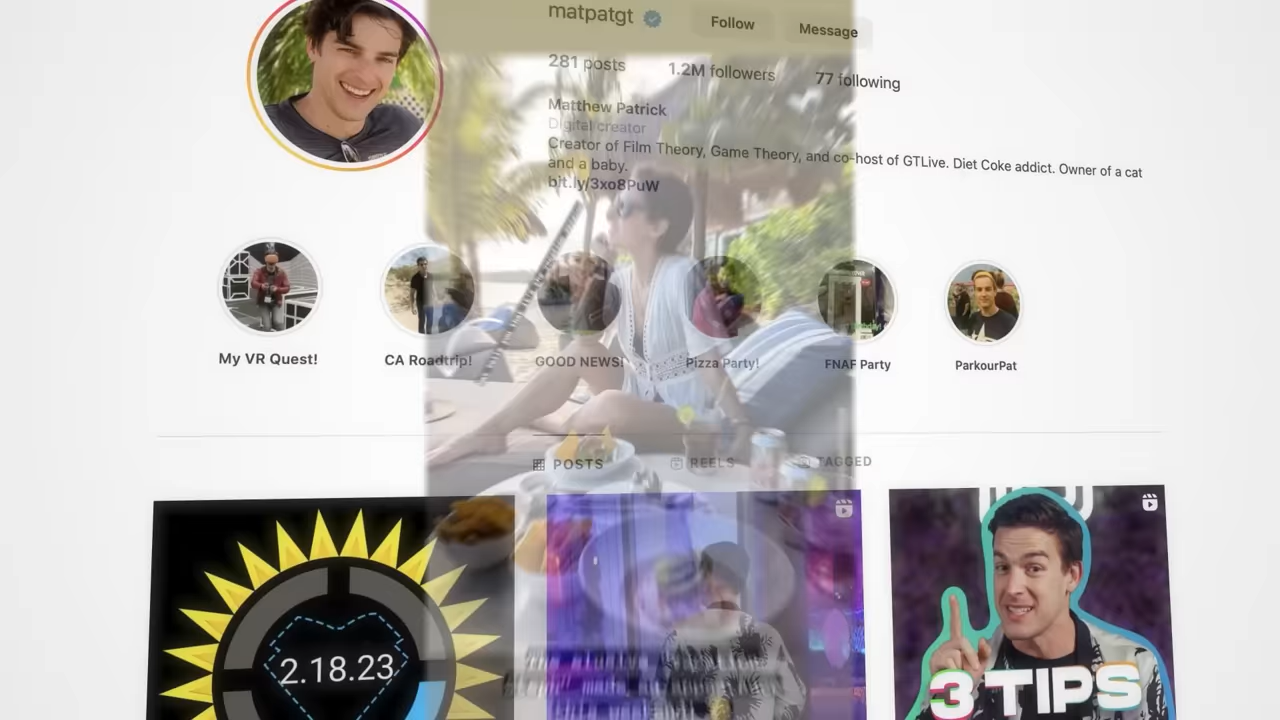 matpatgt Follow Message
281 posts 1.2M followers 77 following
Matthew Patrick
Digital creator
Creator of Film Theory, Game Theory, and co-host of GTLive. Diet Coke addict. Owner of a cat
and a baby.
bit.ly/3xo8PuW
My VR Quest! CA Roadtrip! GOOD NEWS! Pizza Party! FNAF Party ParkourPat
POSTS REELS TAGGED
2.18.23
3 TIPS